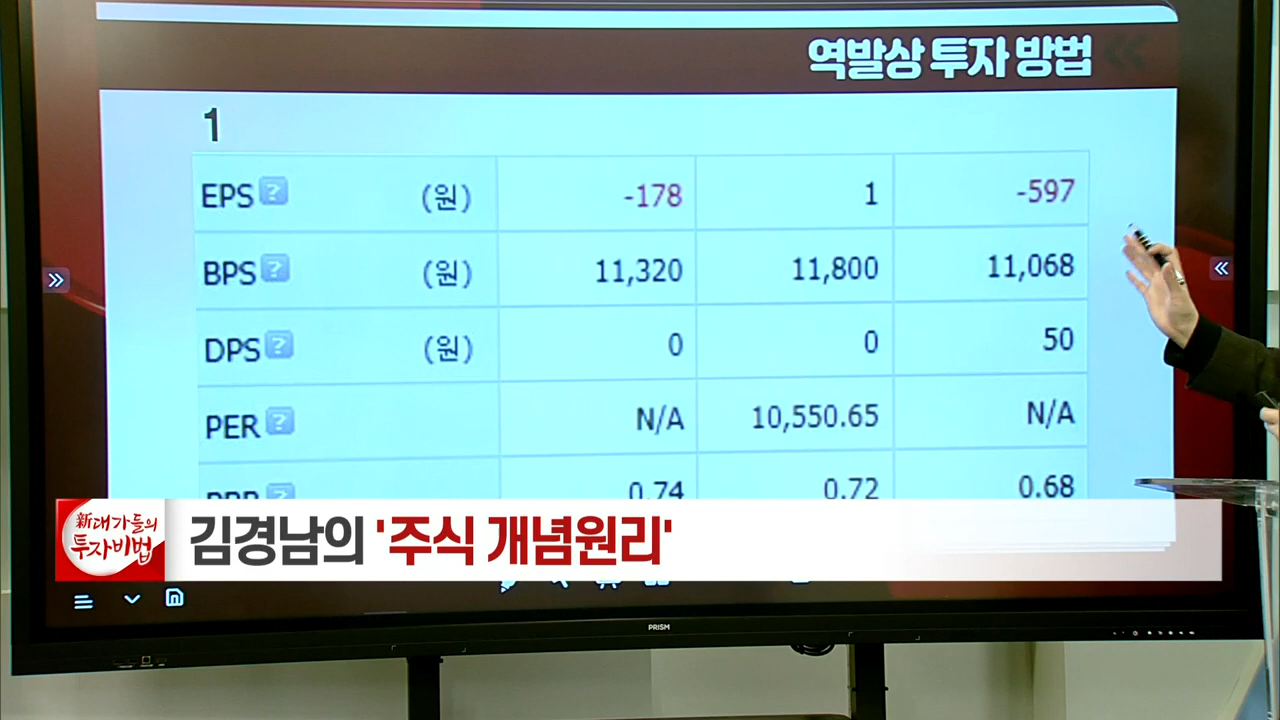 역발상 투자 방법
1
EPS ? (원) -178 1 -597
BPS ? (원) 11,320 11,800 11,068
DPS ? (원) 0 0 50
PER ? N/A 10,550.65 N/A
0.74 0.72 0.68
新대가들의
투자비법
김경남의 '주식 개념원리'
PRISM